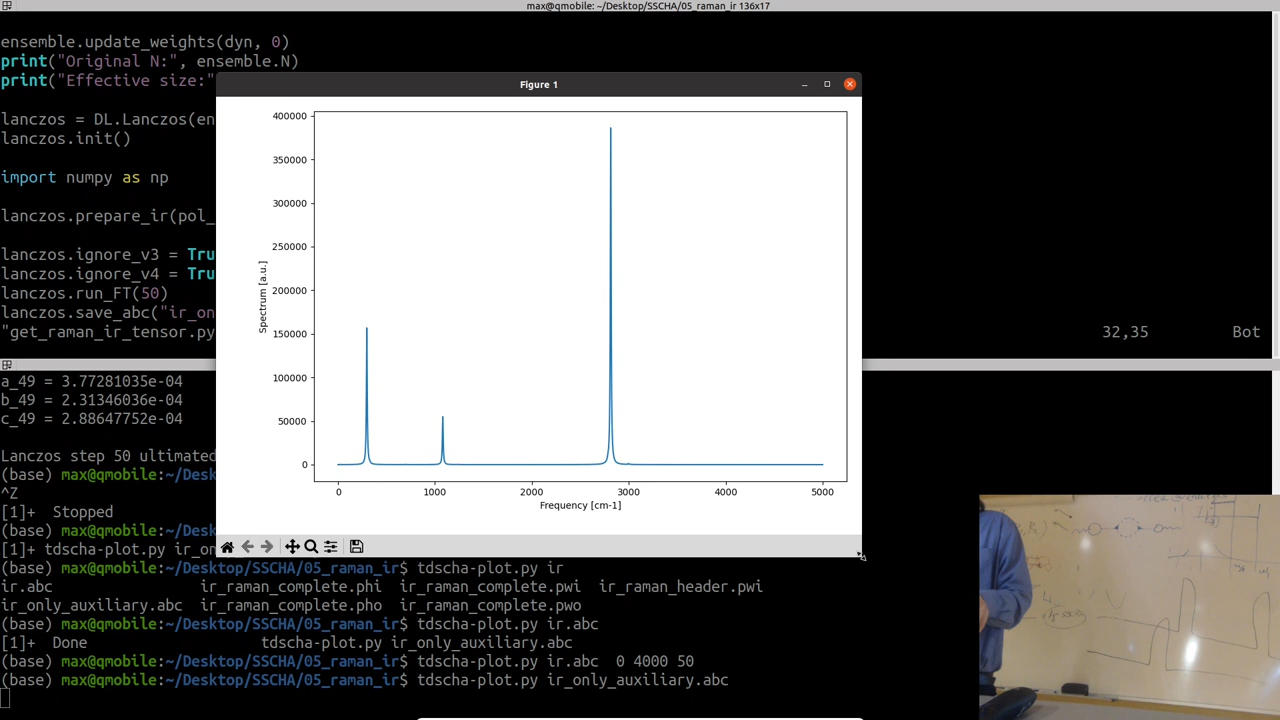 max@qmobile: ~/Desktop/SSCHA/05_raman_ir 136x17
ensemble.update_weights(dyn, 0)
print("Original N:", ensemble.N)
print("Effective size:"
lanczos = DL.Lanczos(en
lanczos.init()
import numpy as np
lanczos.prepare_ir(pol_
lanczos.ignore_v3 = Tru
lanczos.ignore_v4 = Tru
lanczos.run_FT(50)
lanczos.save_abc("ir_on
"get_raman_ir_tensor.py
32,35
Bot
Figure 1
400000
350000
300000
250000
200000
150000
100000
50000
0
Spectrum [a.u.]
0 1000 2000 3000 4000 5000
Frequency [cm-1]
a_49 = 3.77281035e-04
b_49 = 2.31346036e-04
c_49 = 2.88647752e-04
Lanczos step 50 ultimated
(base) max@qmobile:~/Desk
^Z
[1]+ Stopped
(base) max@qmobile:~/Desk
[1]+ tdscha-plot.py ir_on
(base) max@qmobile:~/Desktop/SSCHA/05_raman_ir$ tdscha-plot.py ir
ir.abc ir_raman_complete.phi ir_raman_complete.pwi ir_raman_header.pwi
ir_only_auxiliary.abc ir_raman_complete.pho ir_raman_complete.pwo
(base) max@qmobile:~/Desktop/SSCHA/05_raman_ir$ tdscha-plot.py ir.abc
[1]+ Done tdscha-plot.py ir_only_auxiliary.abc
(base) max@qmobile:~/Desktop/SSCHA/05_raman_ir$ tdscha-plot.py ir.abc 0 4000 50
(base) max@qmobile:~/Desktop/SSCHA/05_raman_ir$ tdscha-plot.py ir_only_auxiliary.abc